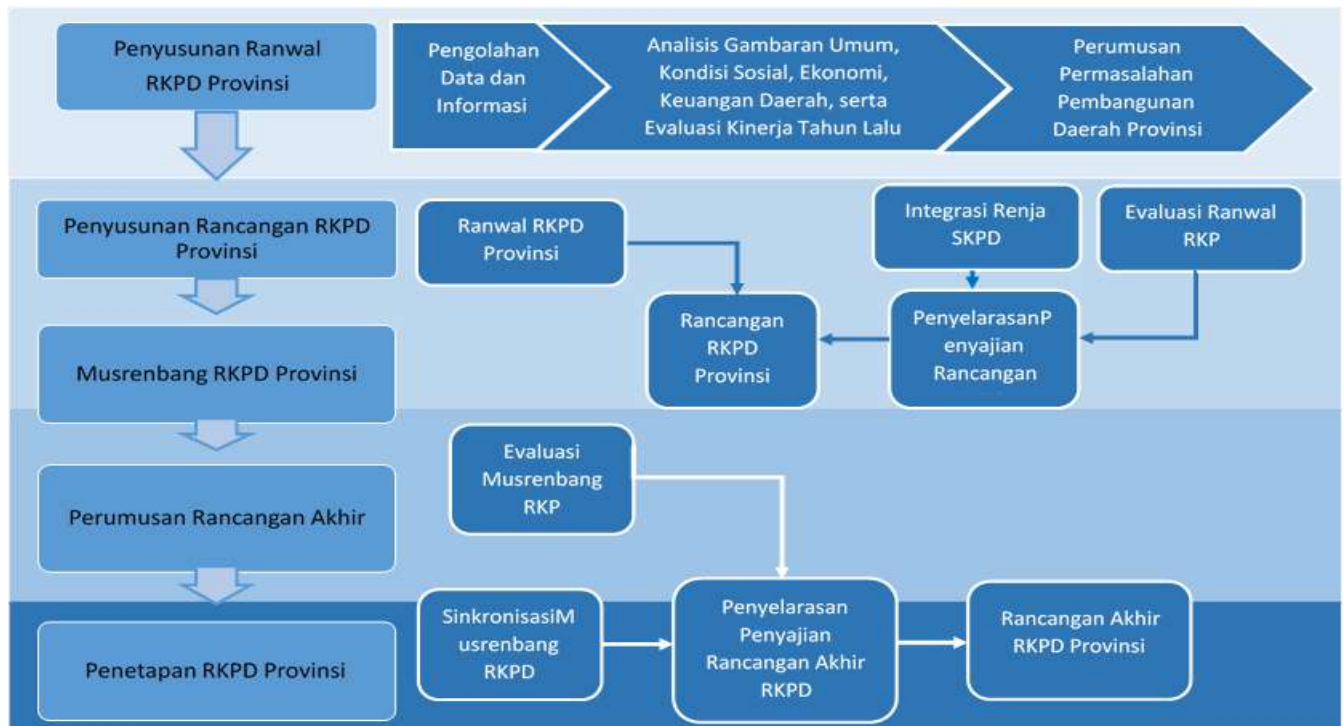 Penyusunan Ranwal
RKPD Provinsi
Pengolahan
Data dan
Informasi
Analisis Gambaran Umum,
Kondisi Sosial, Ekonomi,
Keuangan Daerah, serta
Evaluasi Kinerja Tahun Lalu
Perumusan
Permasalahan
Pembangunan
Daerah Provinsi
Penyusunan Rancangan RKPD
Provinsi
Ranwal RKPD
Provinsi
Integrasi Renja
SKPD
Evaluasi Ranwal
RKP
Rancangan
RKPD
Provinsi
PenyelarasanP
enyajian
Rancangan
Musrenbang RKPD Provinsi
Evaluasi
Musrenbang
RKP
Perumusan Rancangan Akhir
SinkronisasiM
usrenbang
RKPD
Penyelarasan
Penyajian
Rancangan Akhir
RKPD
Rancangan Akhir
RKPD Provinsi
Penetapan RKPD Provinsi